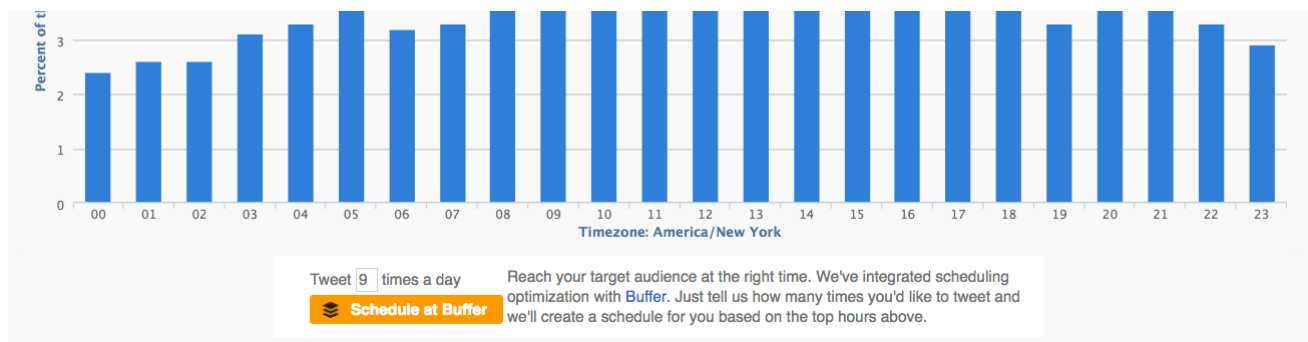 Percent of t
3
2
1
0
00 01 02 03 04 05 06 07 08 09 10 11 12 13 14 15 16 17 18 19 20 21 22 23
Timezone: America/New York
Tweet 9 times a day
Schedule at Buffer
Reach your target audience at the right time. We've integrated scheduling
optimization with Buffer. Just tell us how many times you'd like to tweet and
we'll create a schedule for you based on the top hours above.